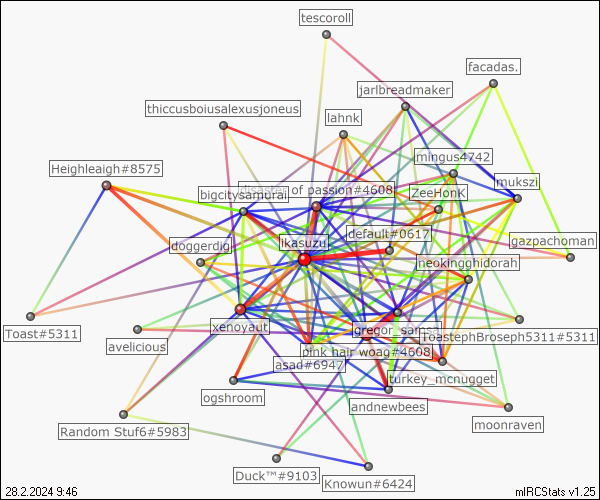 tescoroll
facadas.
jarlbreadmaker
thiccusboiusalexusjoneus
lahnk
mingus4742
Heighleigh#8575
mukszi
disaster of passion#4608
bigcitysamurai
ZeeHonK
default#0617
gazpachoman
ikasuzu
doggerdig
neokingghidorah
Toast#5311
xenoyaut
gregor_samsa
ToastephBroseph5311#5311
avelicious
pink hair woag#4608
asad#6947
turkey_mcnugget
ogshroom
andnewbees
moonraven
Random Stuf6#5983
Duck™#9103
Knowun#6424
28.2.2024 9:46
mIRCStats v1.25